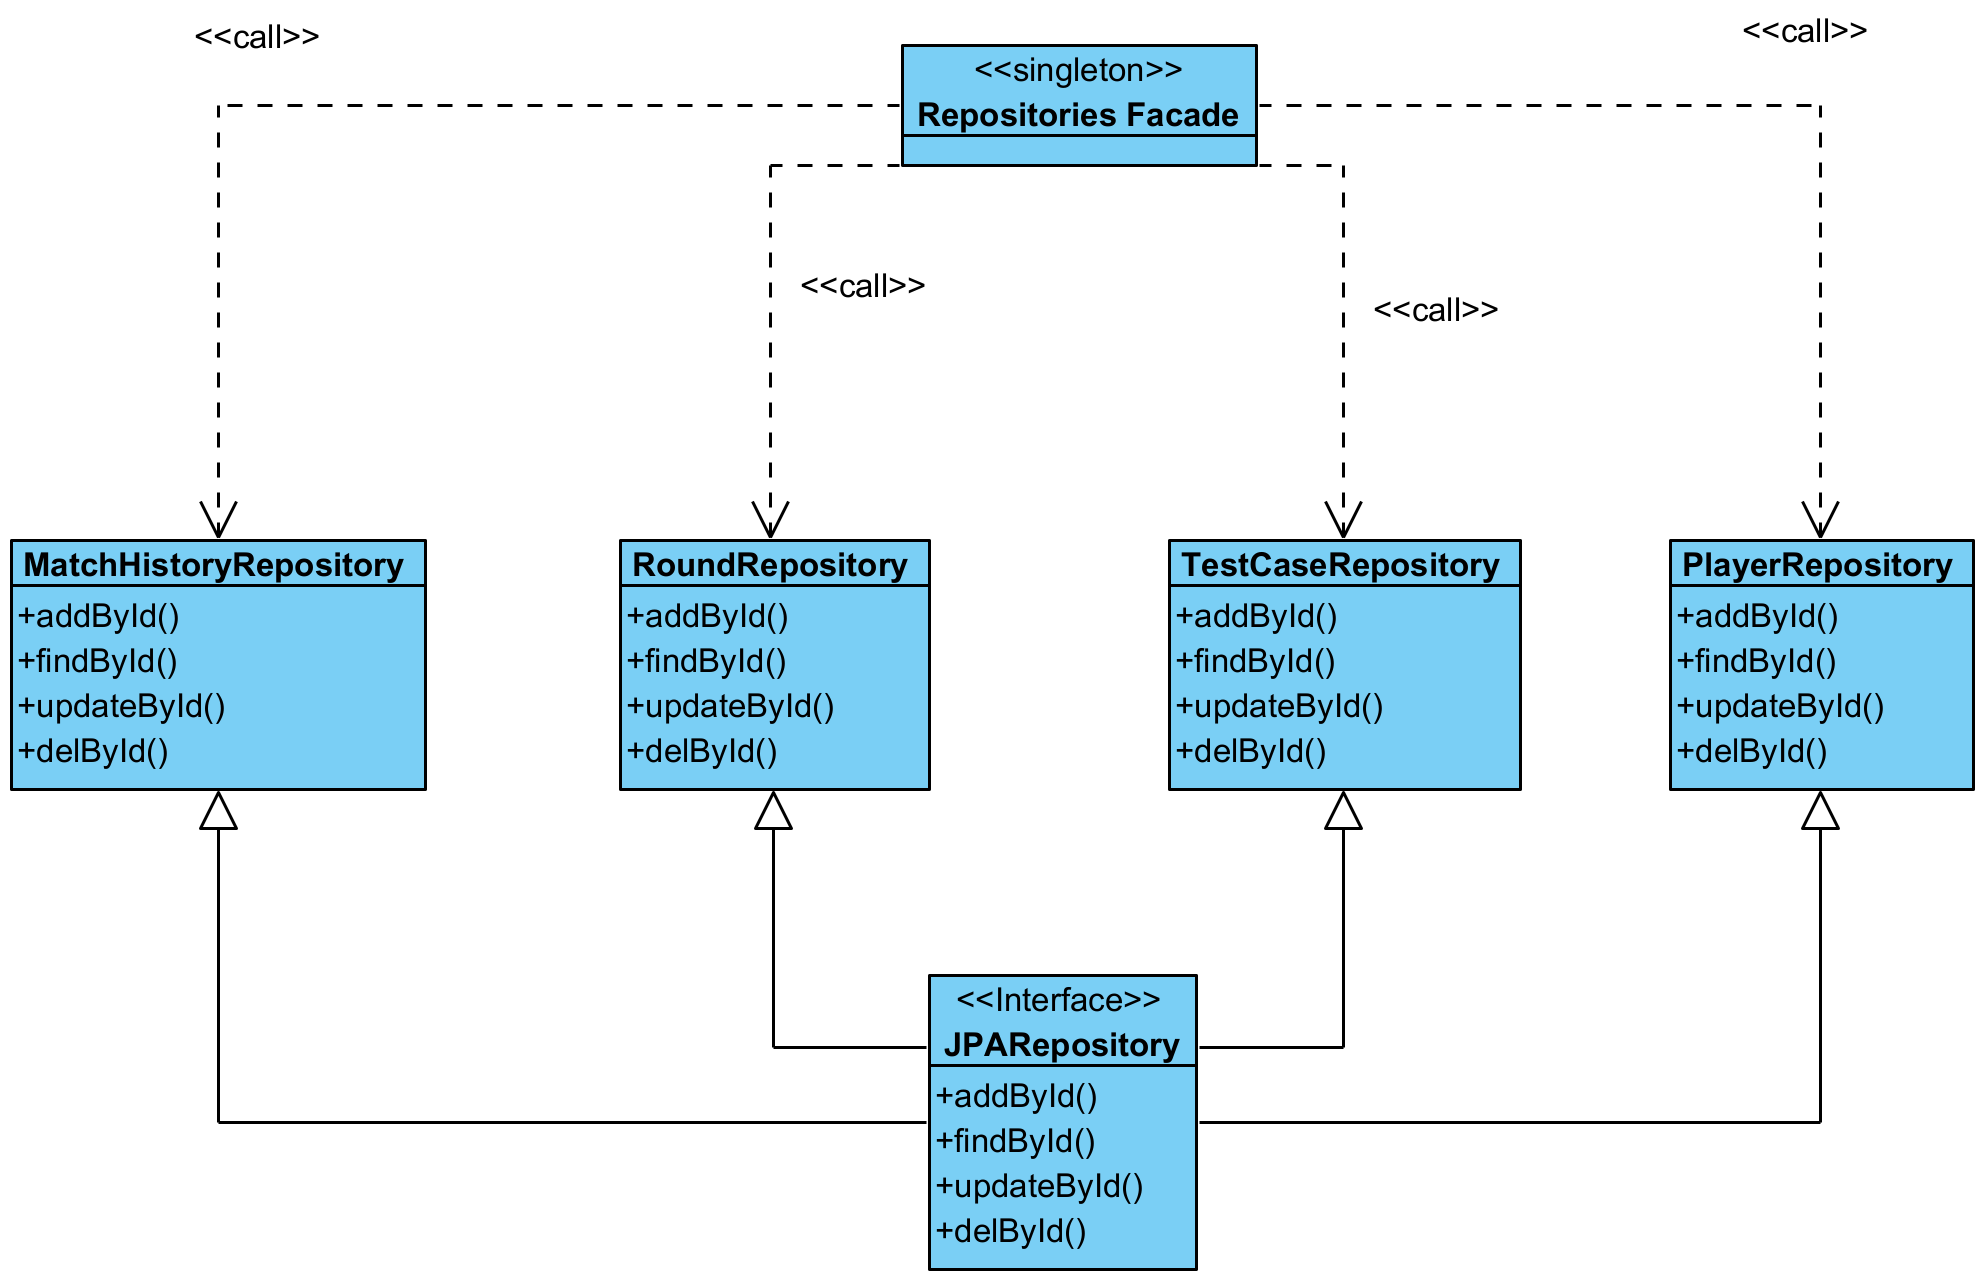 <<call>>
<<call>>
<<singleton>>
Repositories Facade
<<call>>
<<call>>
MatchHistoryRepository
+addById()
+findById()
+updateById()
+delById()
RoundRepository
+addById()
+findById()
+updateById()
+delById()
TestCaseRepository
+addById()
+findById()
+updateById()
+delById()
PlayerRepository
+addById()
+findById()
+updateById()
+delById()
<<Interface>>
JPARepository
+addById()
+findById()
+updateById()
+delById()